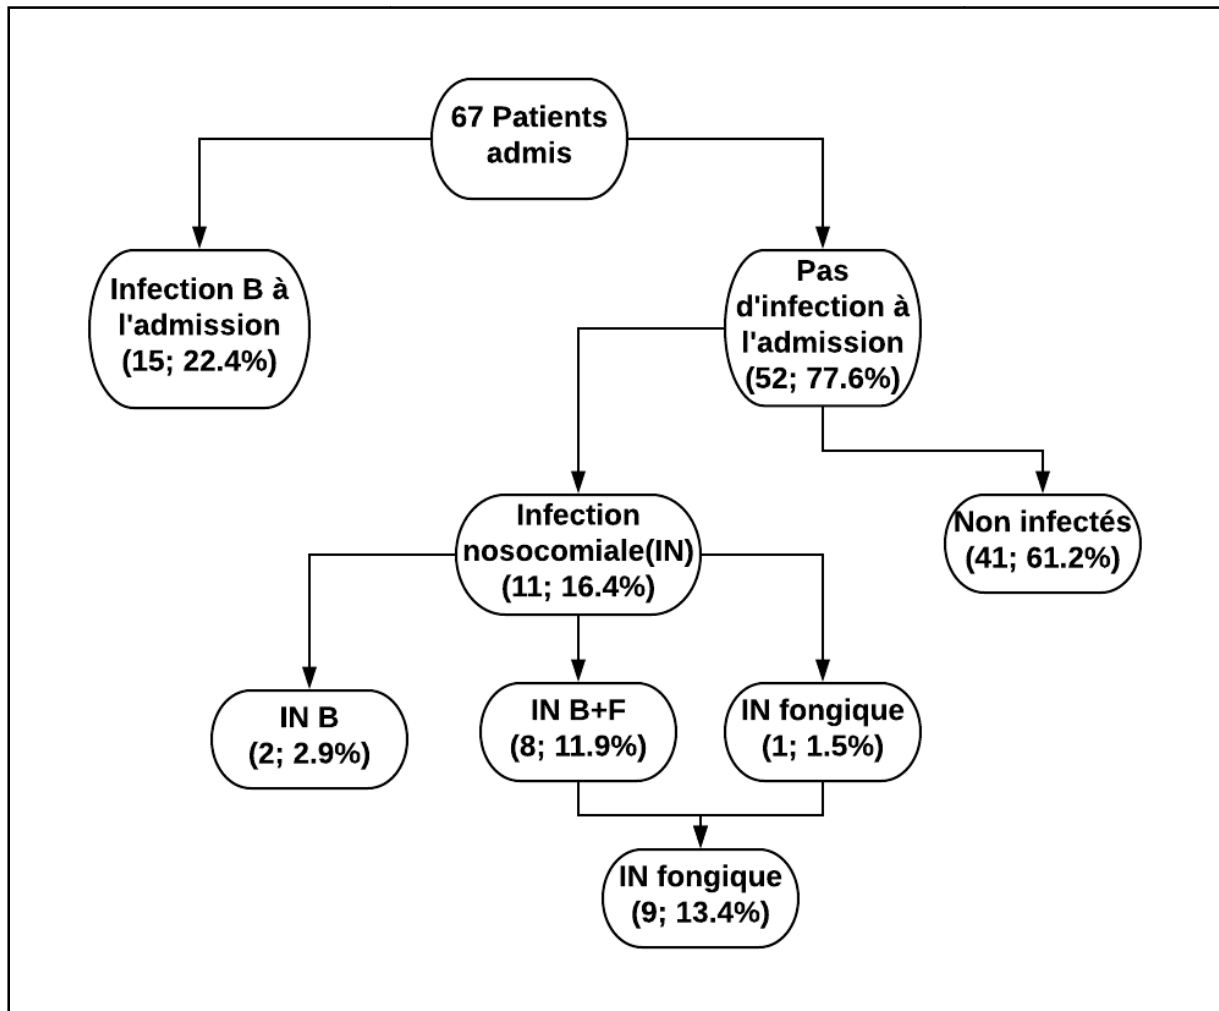 67 Patients
admis
Infection B à
l'admission
(15; 22.4%)
Pas
d'infection à
l'admission
(52; 77.6%)
Infection
nosocomiale(IN)
(11; 16.4%)
Non infectés
(41; 61.2%)
IN B
(2; 2.9%)
IN B+F
(8; 11.9%)
IN fongique
(1; 1.5%)
IN fongique
(9; 13.4%)